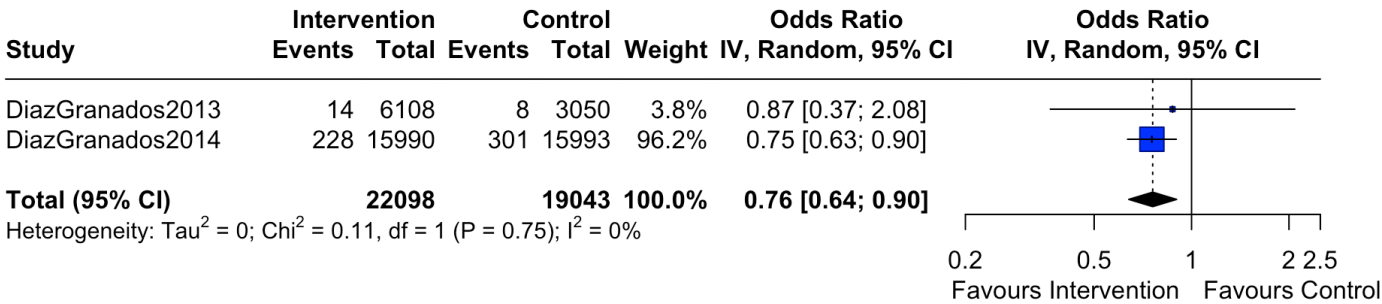 Intervention Control Odds Ratio Odds Ratio
Study Events Total Events Total Weight IV, Random, 95% CI IV, Random, 95% CI
DiazGranados2013 14 6108 8 3050 3.8% 0.87 [0.37; 2.08]
DiazGranados2014 228 15990 301 15993 96.2% 0.75 [0.63; 0.90]
Total (95% CI) 22098 19043 100.0% 0.76 [0.64; 0.90]
Heterogeneity: Tau² = 0; Chi² = 0.11, df = 1 (P = 0.75); I² = 0%
0.2 0.5 1 2 2.5
Favours Intervention Favours Control